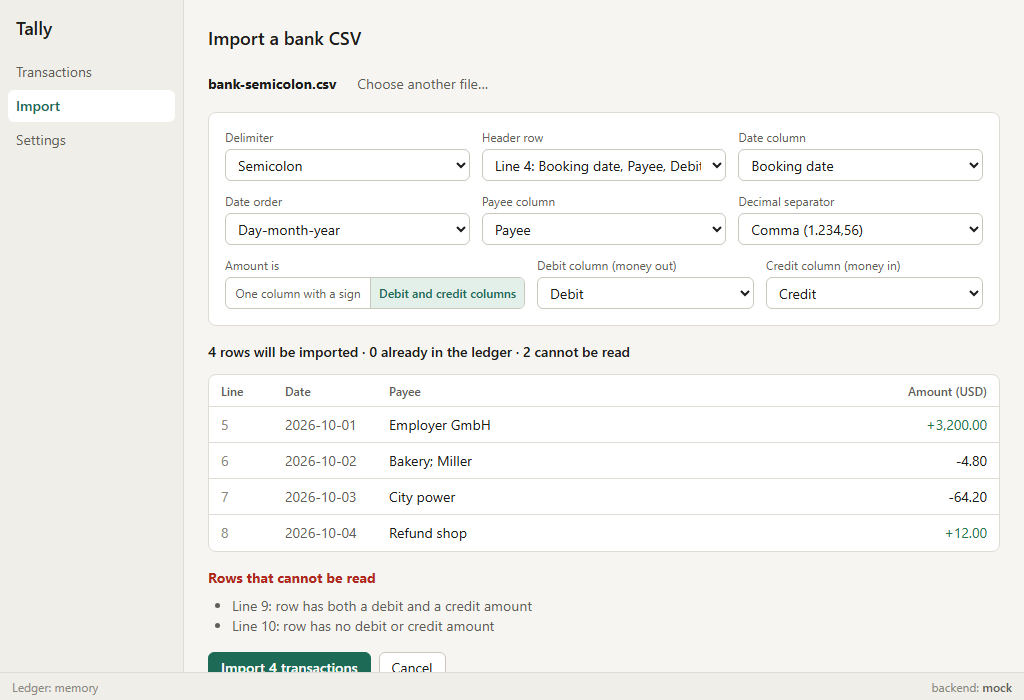 Tally
Transactions
Import
Settings
Import a bank CSV
bank-semicolon.csv Choose another file...
Delimiter Header row Date column
Semicolon Line 4: Booking date, Payee, Debit Booking date
Date order Payee column Decimal separator
Day-month-year Payee Comma (1.234,56)
Amount is Debit column (money out) Credit column (money in)
One column with a sign Debit and credit columns Debit Credit
4 rows will be imported · 0 already in the ledger · 2 cannot be read
Line Date Payee Amount (USD)
5 2026-10-01 Employer GmbH +3,200.00
6 2026-10-02 Bakery; Miller -4.80
7 2026-10-03 City power -64.20
8 2026-10-04 Refund shop +12.00
Rows that cannot be read
• Line 9: row has both a debit and a credit amount
• Line 10: row has no debit or credit amount
Import 4 transactions Cancel
Ledger: memory backend: mock